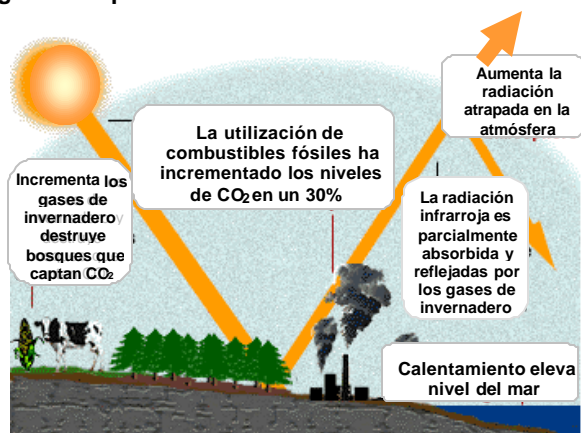 La utilización de
combustibles fósiles ha
incrementado los niveles
de CO₂ en un 30%
Aumenta la
radiación
atrapada en la
atmósfera
Incrementa los
gases de
invernadero
destruye
bosques que
captan CO₂
La radiación
infrarroja es
parcialmente
absorbida y
reflejadas por
los gases de
invernadero
Calentamiento eleva
nivel del mar